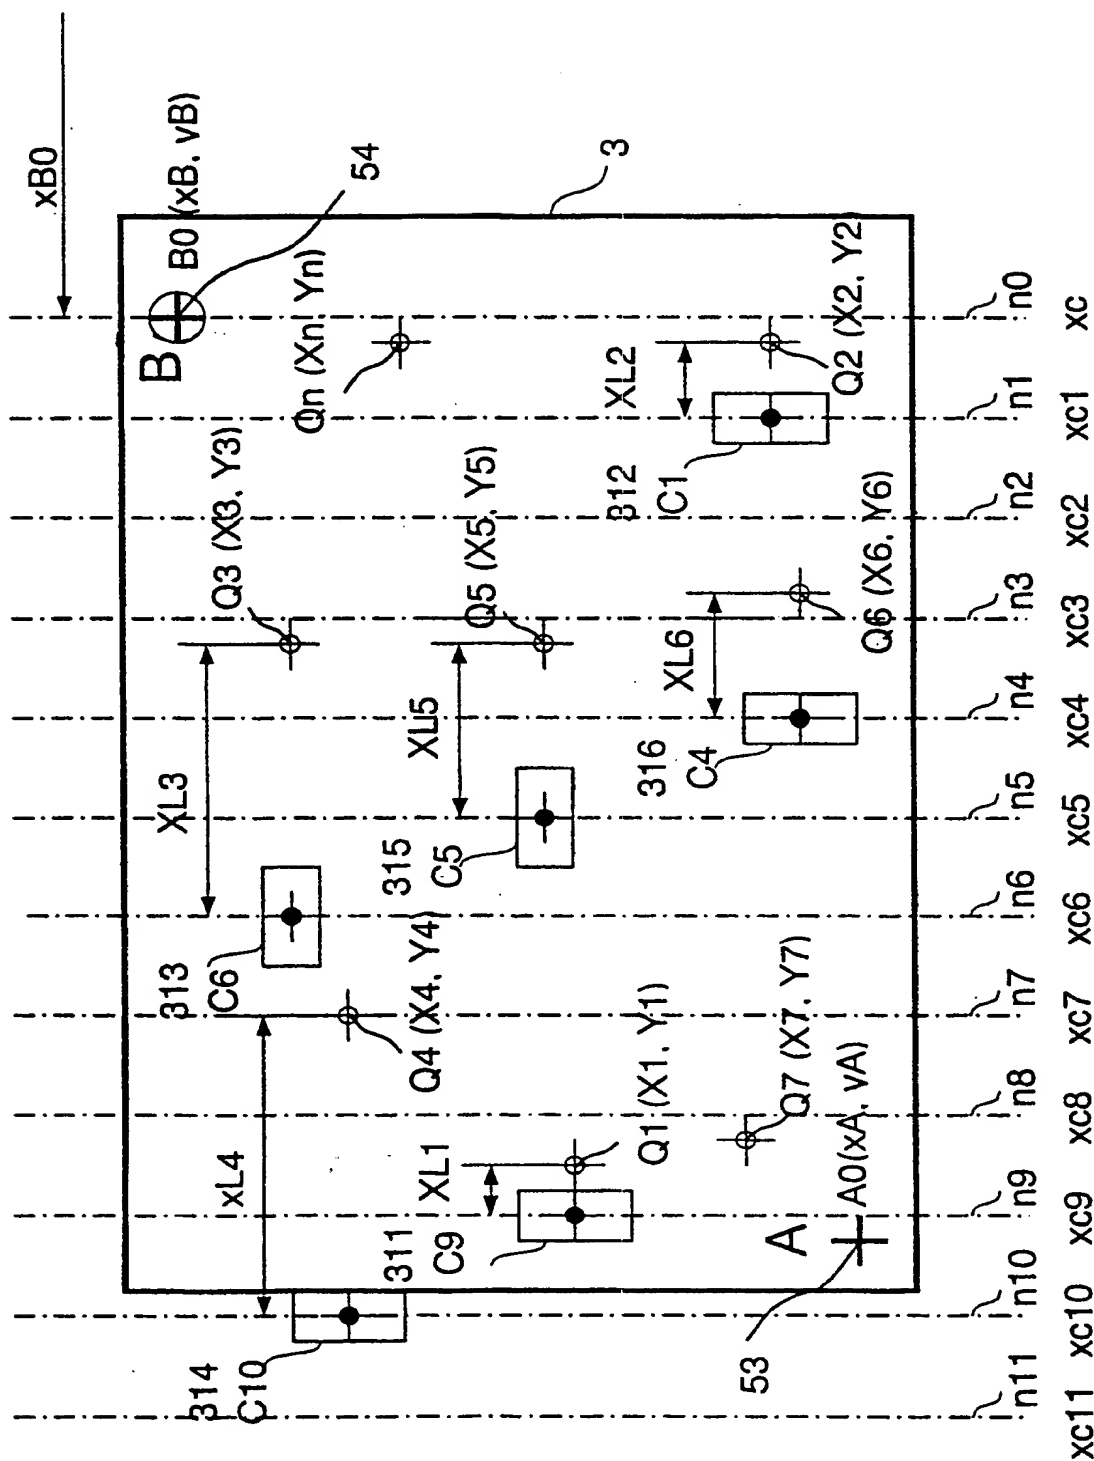 xB0
B0 (xB, vB)
54
3
B
Qn (Xn, Yn)
XL2
Q2 (X2, Y2
312
C1
Q3 (X3, Y3)
Q5 (X5, Y5)
Q6 (X6, Y6)
XL3
XL5
XL6
316
C4
315
C5
313
C6
Q4 (X4, Y4)
Q1 (X1, Y1)
Q7 (X7, Y7)
A0(xA, vA)
xL4
XL1
311
C9
A
314
C10
53
n11
n10
n9
n8
n7
n6
n5
n4
n3
n2
n1
n0
xc11
xc10
xc9
xc8
xc7
xc6
xc5
xc4
xc3
xc2
xc1
xc